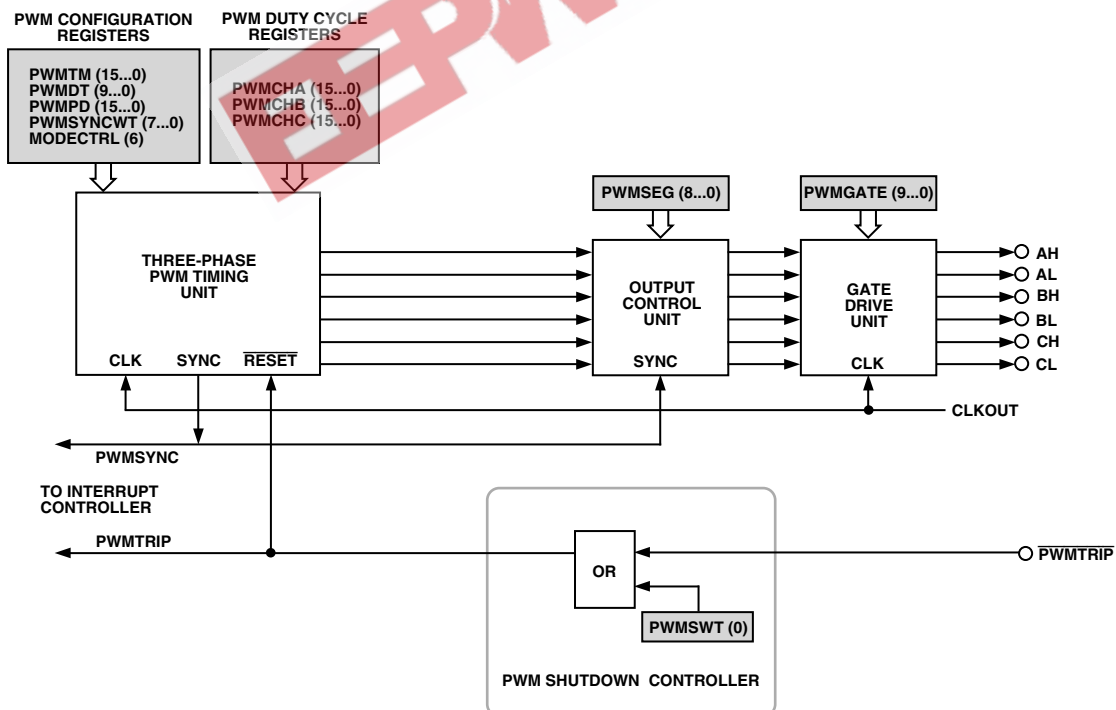 PWM CONFIGURATION
REGISTERS
PWM DUTY CYCLE
REGISTERS
PWMTM (15...0)
PWMDT (9...0)
PWMPD (15...0)
PWMSYNCWT (7...0)
MODECTRL (6)
PWMCHA (15...0)
PWMCHB (15...0)
PWMCHC (15...0)
PWMSEG (8...0)
PWMGATE (9...0)
THREE-PHASE
PWM TIMING
UNIT
CLK SYNC RESET
OUTPUT
CONTROL
UNIT
SYNC
GATE
DRIVE
UNIT
CLK
AH
AL
BH
BL
CH
CL
CLKOUT
PWMSYNC
TO INTERRUPT
CONTROLLER
PWMTRIP
OR
PWMTRIP
PWMSWT (0)
PWM SHUTDOWN CONTROLLER